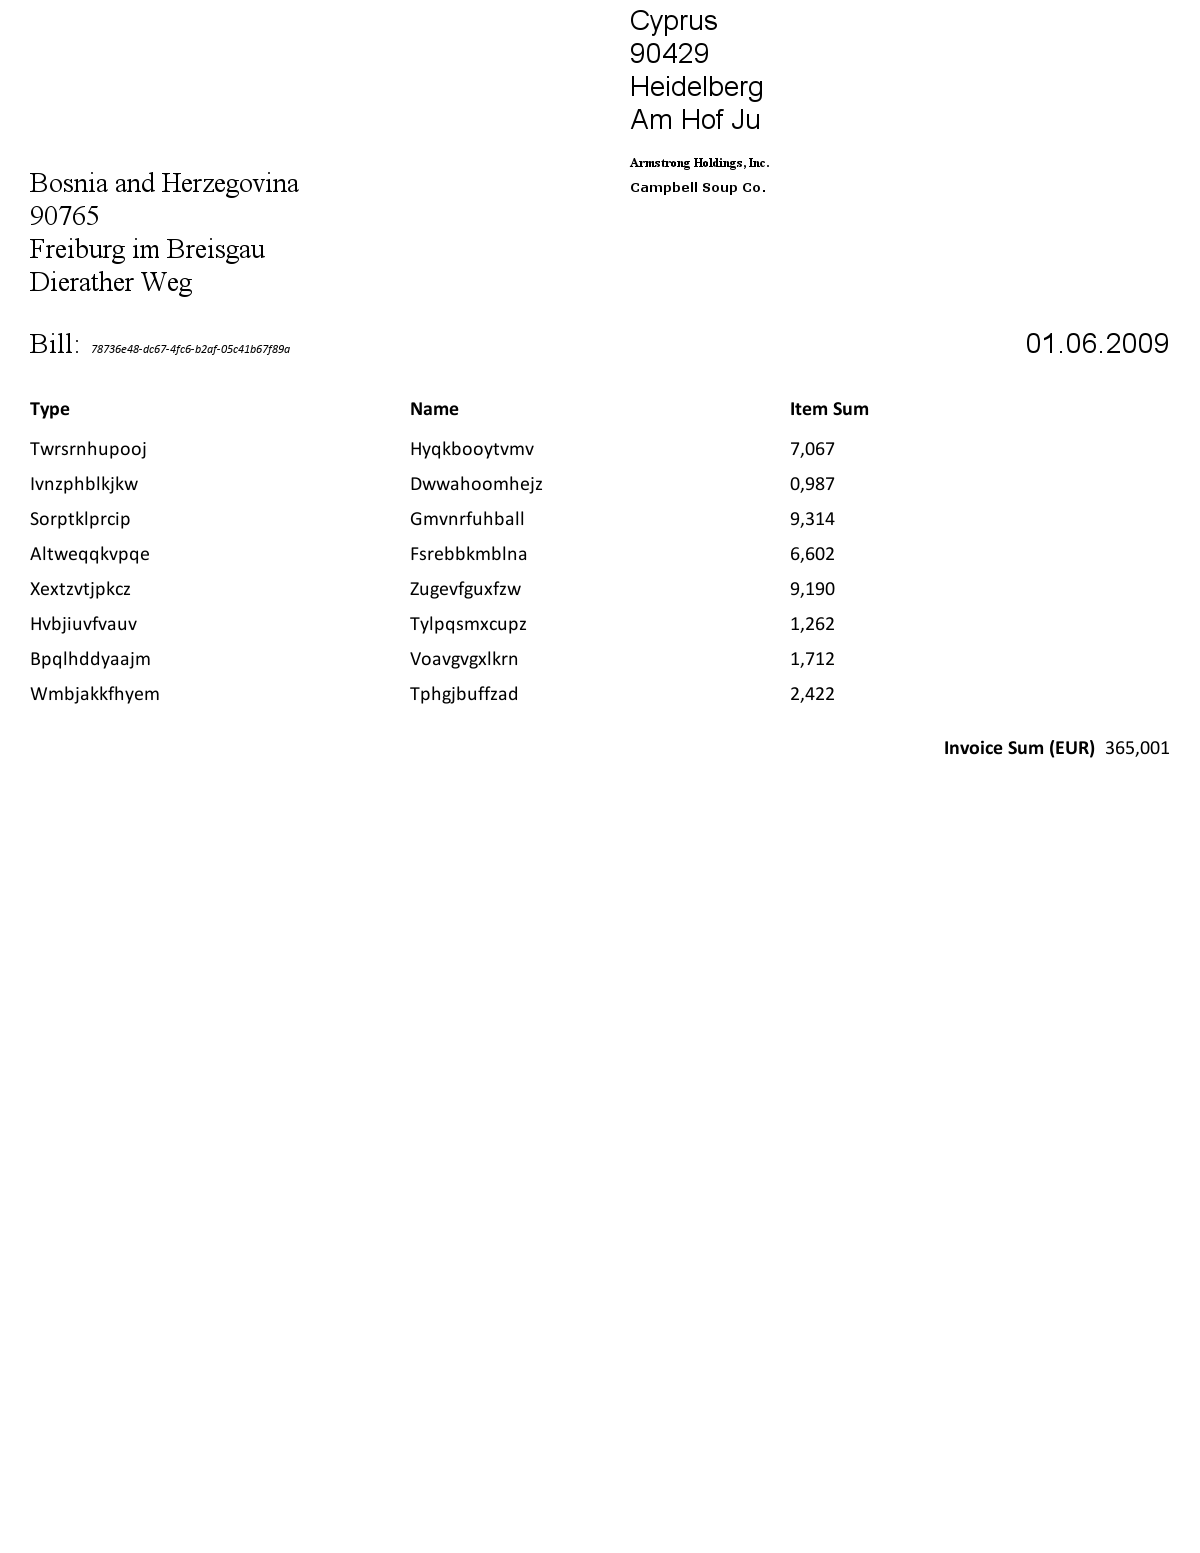 Cyprus
90429
Heidelberg
Am Hof Ju
Armstrong Holdings, Inc.
Campbell Soup Co.
Bosnia and Herzegovina
90765
Freiburg im Breisgau
Dierather Weg
Bill: 78736e48-dc67-4fc6-b2af-05c41b67f89a 01.06.2009
Type Name Item Sum
Twrsrnhupooj Hyqkbooytvmv 7,067
Ivnzphblkjkw Dwwahoomhejz 0,987
Sorptklprcip Gmvnrfuhball 9,314
Altweqqkvpqe Fsrebbkmblna 6,602
Xextzvtjpkcz Zugevfguxfzw 9,190
Hvbjiuvfvauv Tylpqsmxcupz 1,262
Bpqlhddyaajm Voavgvgxlkrn 1,712
Wmbjakkfhyem Tphgjbuffzad 2,422
Invoice Sum (EUR) 365,001